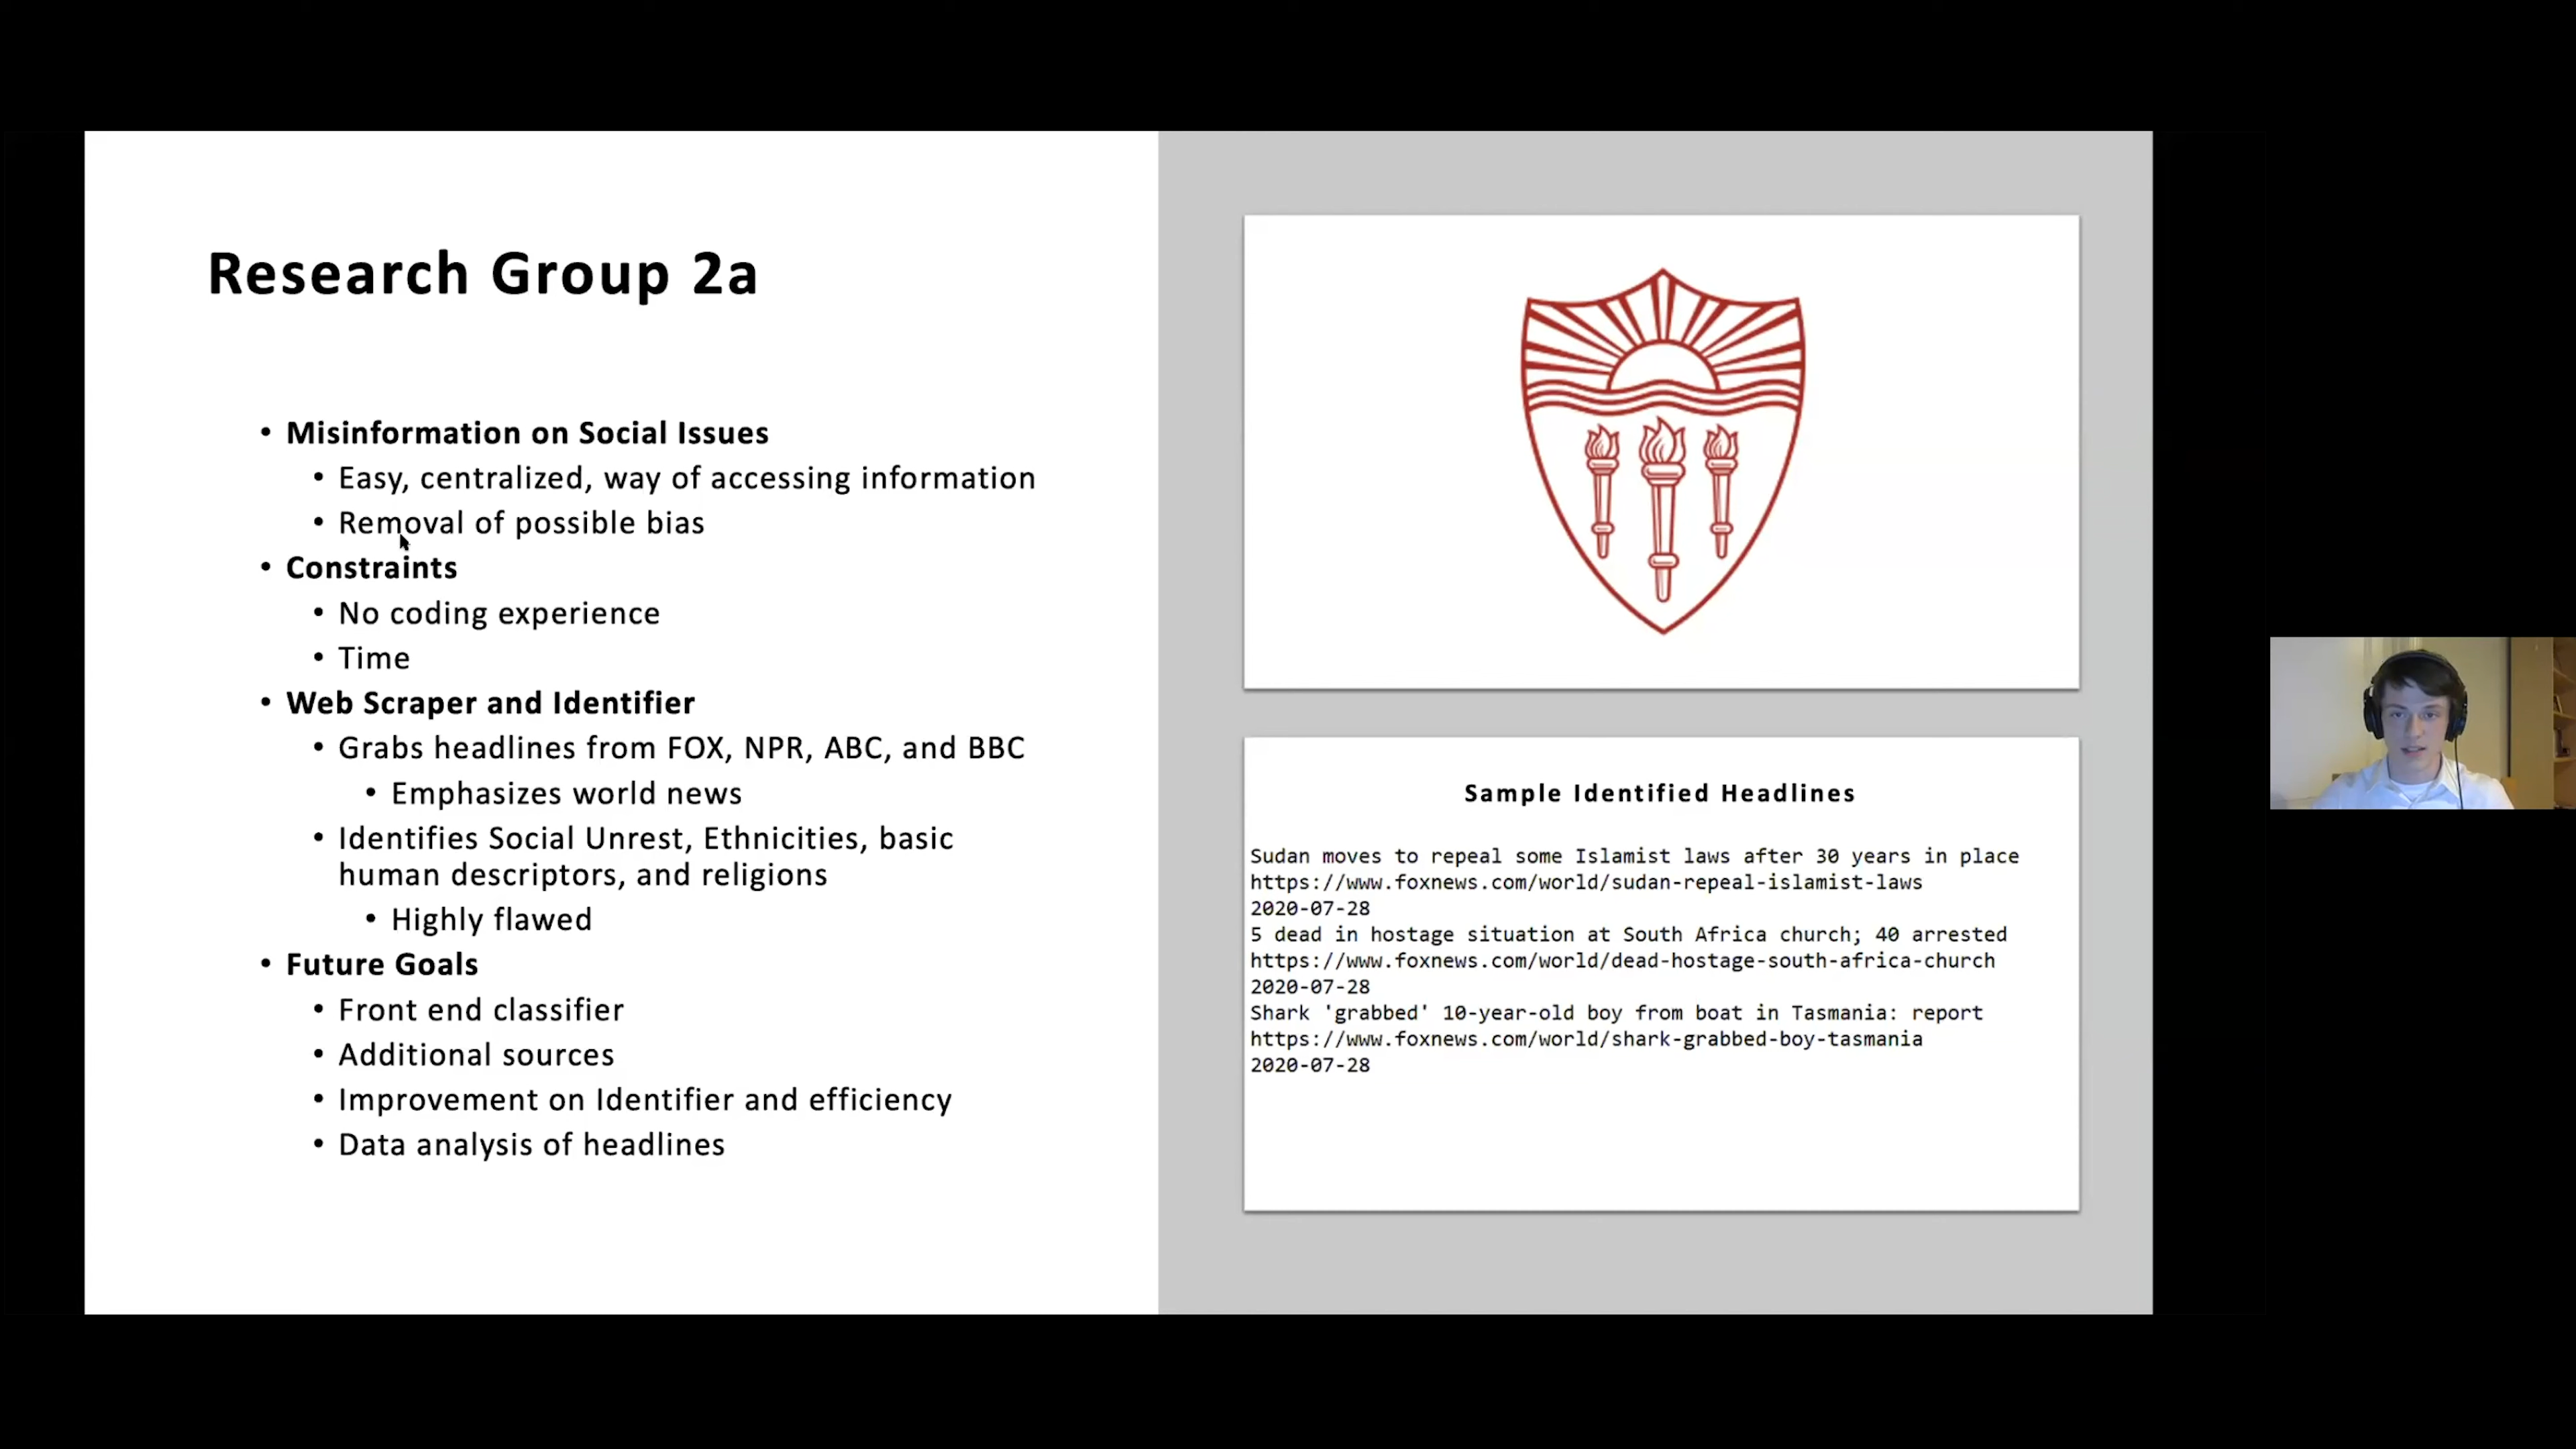 Research Group 2a
• Misinformation on Social Issues
• Easy, centralized, way of accessing information
• Removal of possible bias
• Constraints
• No coding experience
• Time
• Web Scraper and Identifier
• Grabs headlines from FOX, NPR, ABC, and BBC
• Emphasizes world news
• Identifies Social Unrest, Ethnicities, basic
human descriptors, and religions
• Highly flawed
• Future Goals
• Front end classifier
• Additional sources
• Improvement on Identifier and efficiency
• Data analysis of headlines
Sample Identified Headlines
Sudan moves to repeal some Islamist laws after 30 years in place
https://www.foxnews.com/world/sudan-repeal-islamist-laws
2020-07-28
5 dead in hostage situation at South Africa church; 40 arrested
https://www.foxnews.com/world/dead-hostage-south-africa-church
2020-07-28
Shark 'grabbed' 10-year-old boy from boat in Tasmania: report
https://www.foxnews.com/world/shark-grabbed-boy-tasmania
2020-07-28